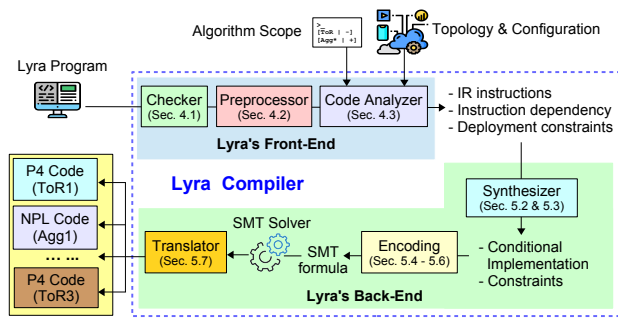 Algorithm Scope
>_
[ToR | -]
[Agg* | +]
Topology & Configuration
Lyra Program
Checker
(Sec. 4.1)
Preprocessor
(Sec. 4.2)
Code Analyzer
(Sec. 4.3)
Lyra's Front-End
- IR instructions
- Instruction dependency
- Deployment constraints
Lyra Compiler
P4 Code
(ToR1)
NPL Code
(Agg1)
... ...
P4 Code
(ToR3)
Synthesizer
(Sec. 5.2 & 5.3)
- Conditional
Implementation
- Constraints
Encoding
(Sec. 5.4 - 5.6)
SMT
formula
SMT Solver
Translator
(Sec. 5.7)
Lyra's Back-End